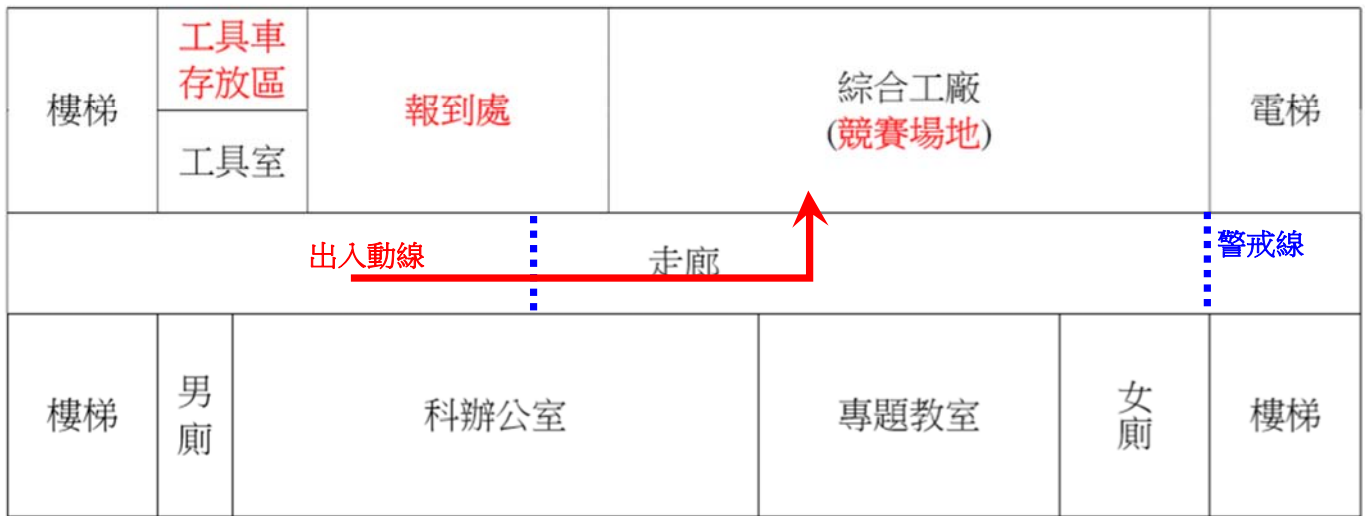 樓梯
工具車
存放區
工具室
報到處
綜合工廠
(競賽場地)
電梯
出入動線
走廊
警戒線
樓梯
男
廁
科辦公室
專題教室
女
廁
樓梯